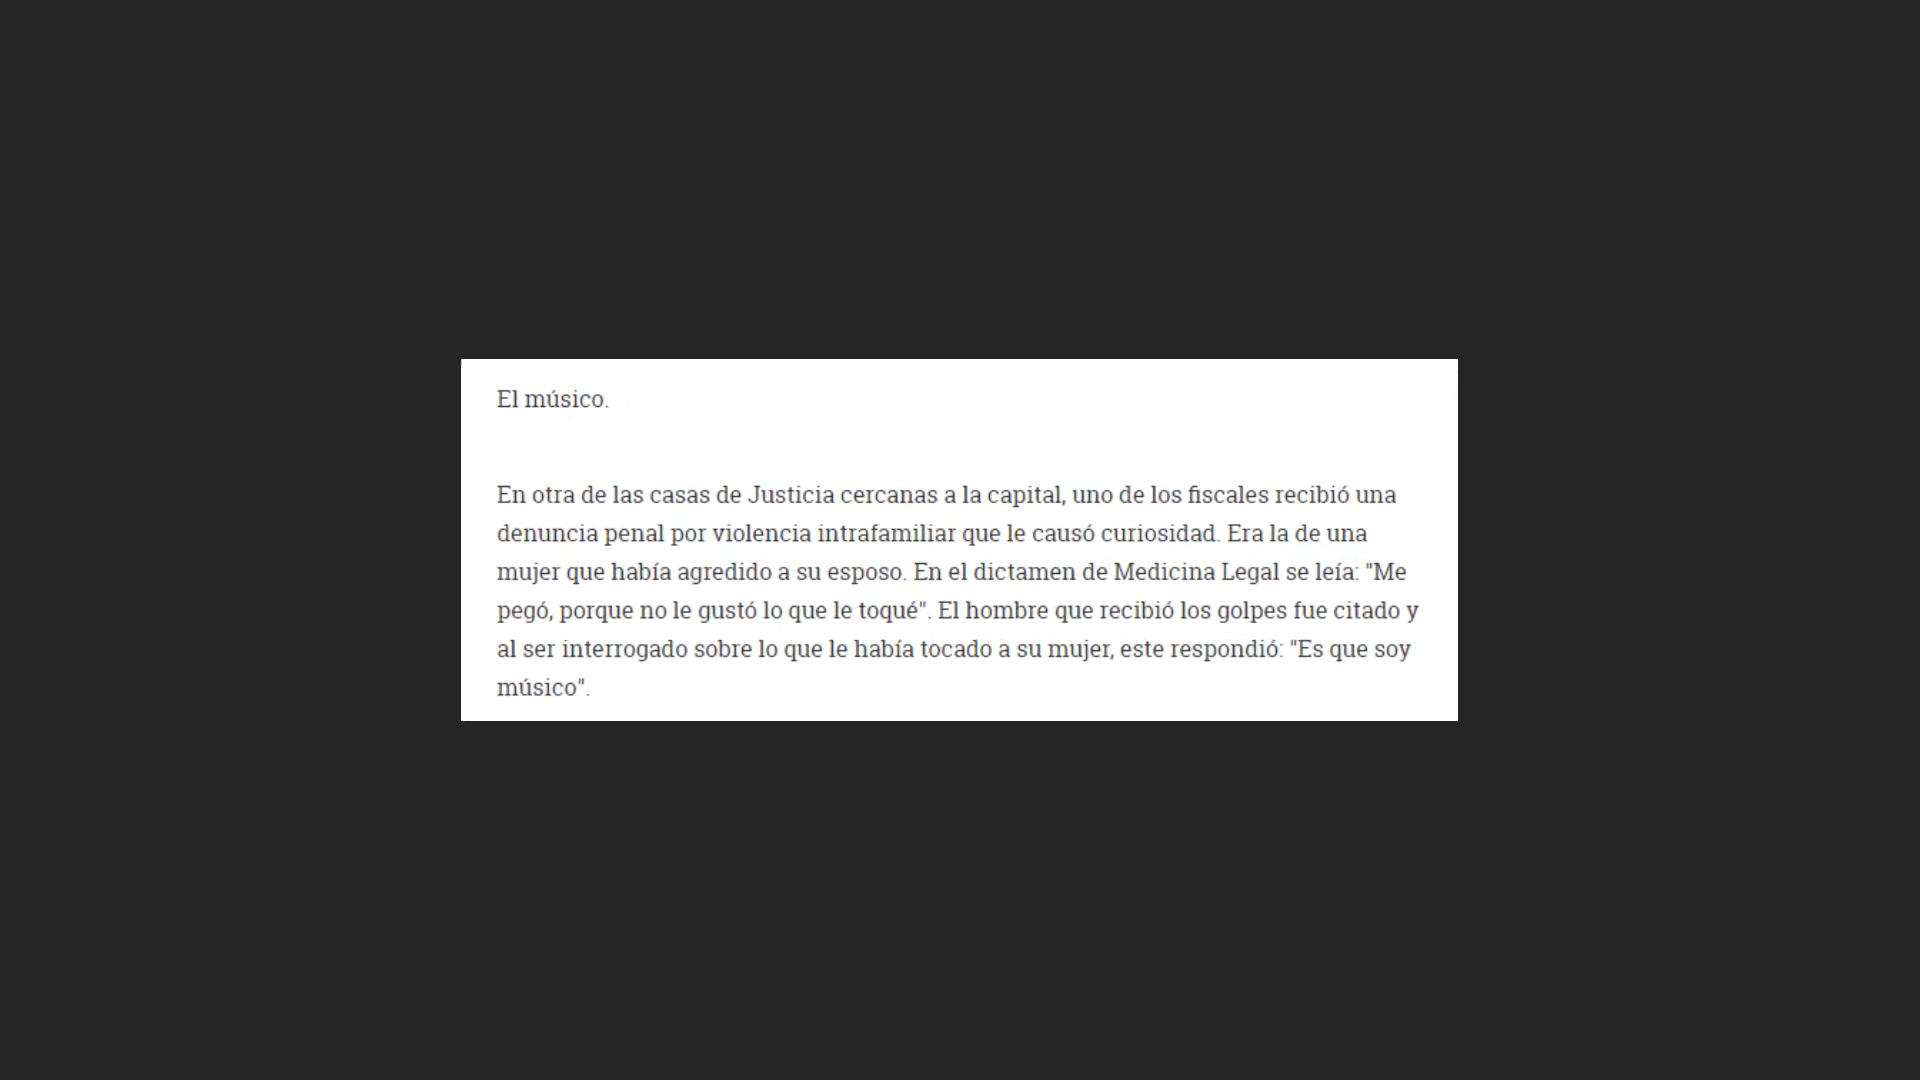 El músico.
En otra de las casas de Justicia cercanas a la capital, uno de los fiscales recibió una
denuncia penal por violencia intrafamiliar que le causó curiosidad. Era la de una
mujer que había agredido a su esposo. En el dictamen de Medicina Legal se leía: "Me
pegó, porque no le gustó lo que le toqué". El hombre que recibió los golpes fue citado y
al ser interrogado sobre lo que le había tocado a su mujer, este respondió: "Es que soy
músico".